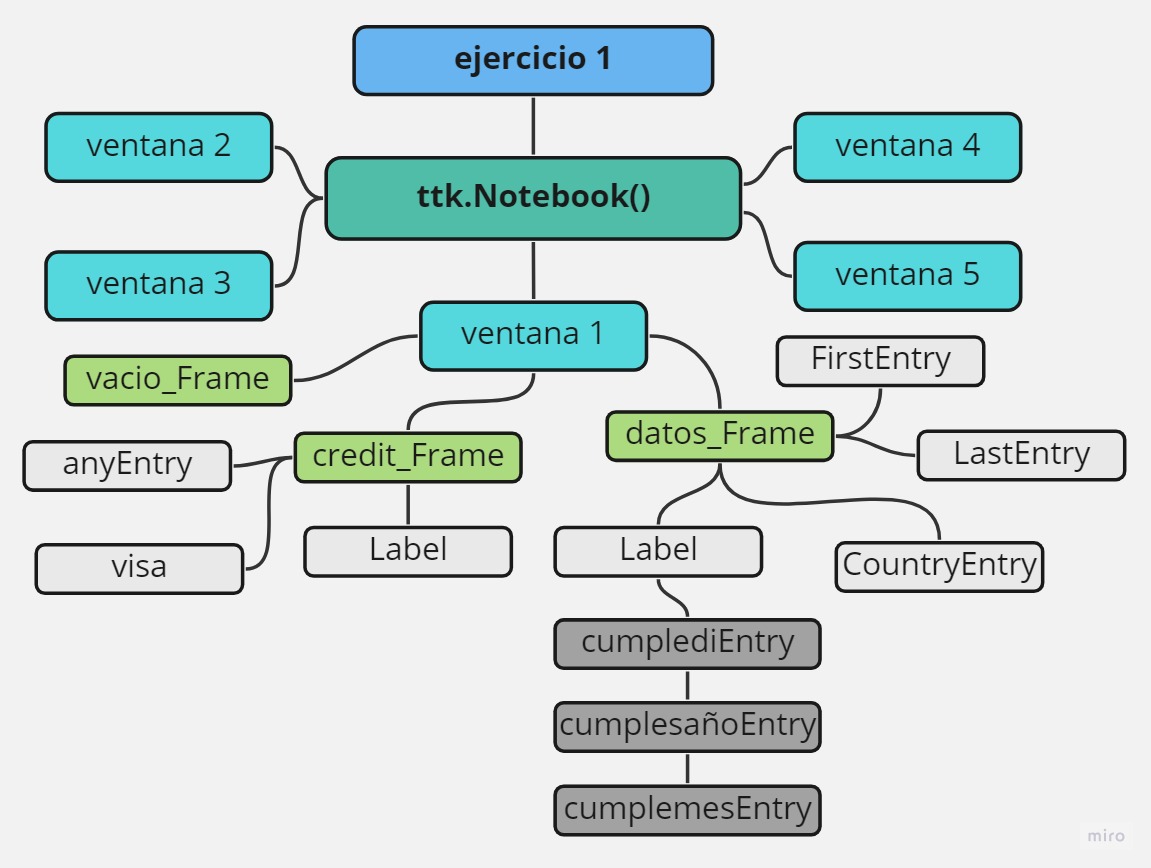 ejercicio 1
ventana 2
ventana 4
ttk.Notebook()
ventana 3
ventana 5
ventana 1
FirstEntry
vacio_Frame
datos_Frame
LastEntry
credit_Frame
anyEntry
Label
Label
CountryEntry
visa
cumplediEntry
cumplesañoEntry
cumplemesEntry
miro